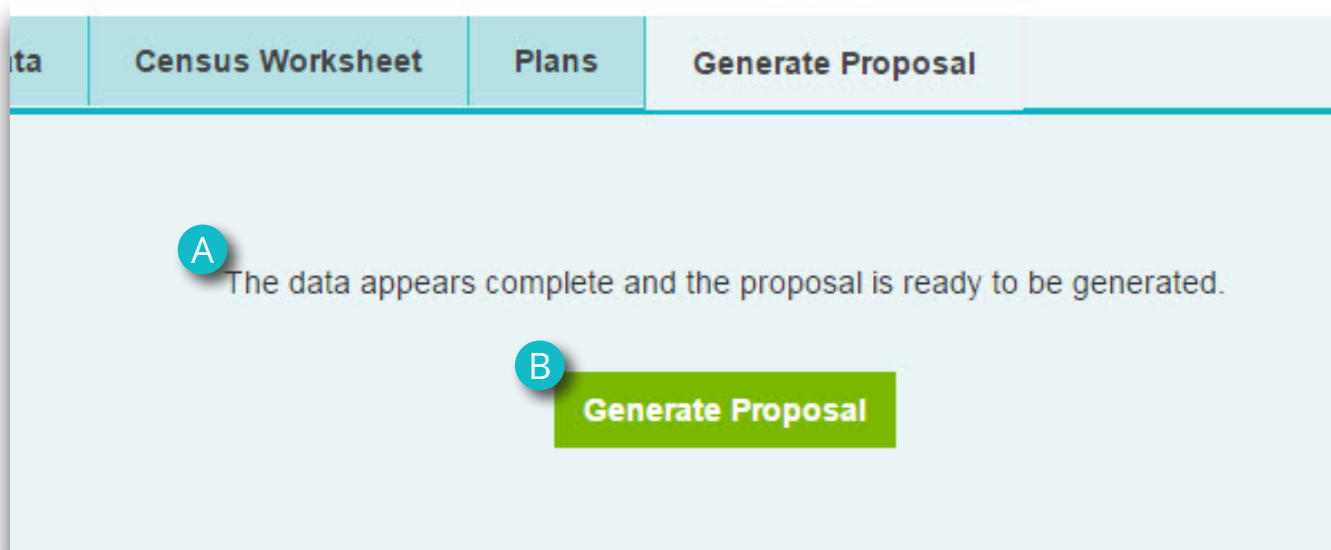 ta Census Worksheet Plans Generate Proposal
A
The data appears complete and the proposal is ready to be generated.
B
Generate Proposal